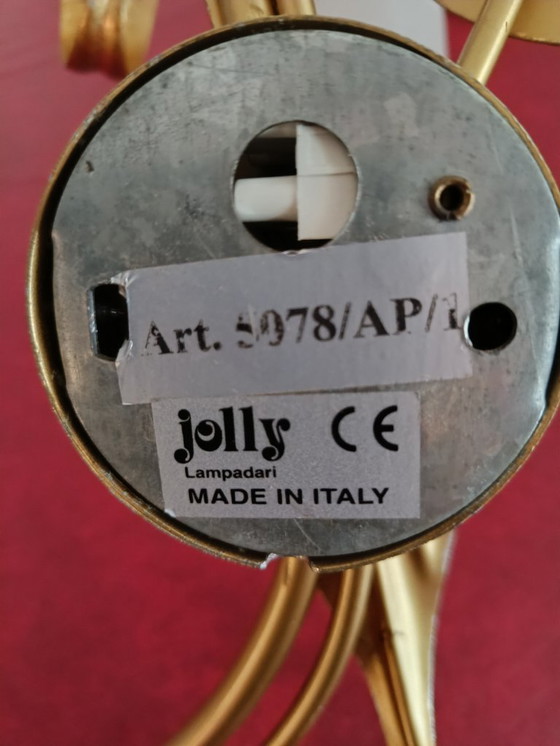 Art. 5078/AP/1
jolly CE
Lampadari
MADE IN ITALY